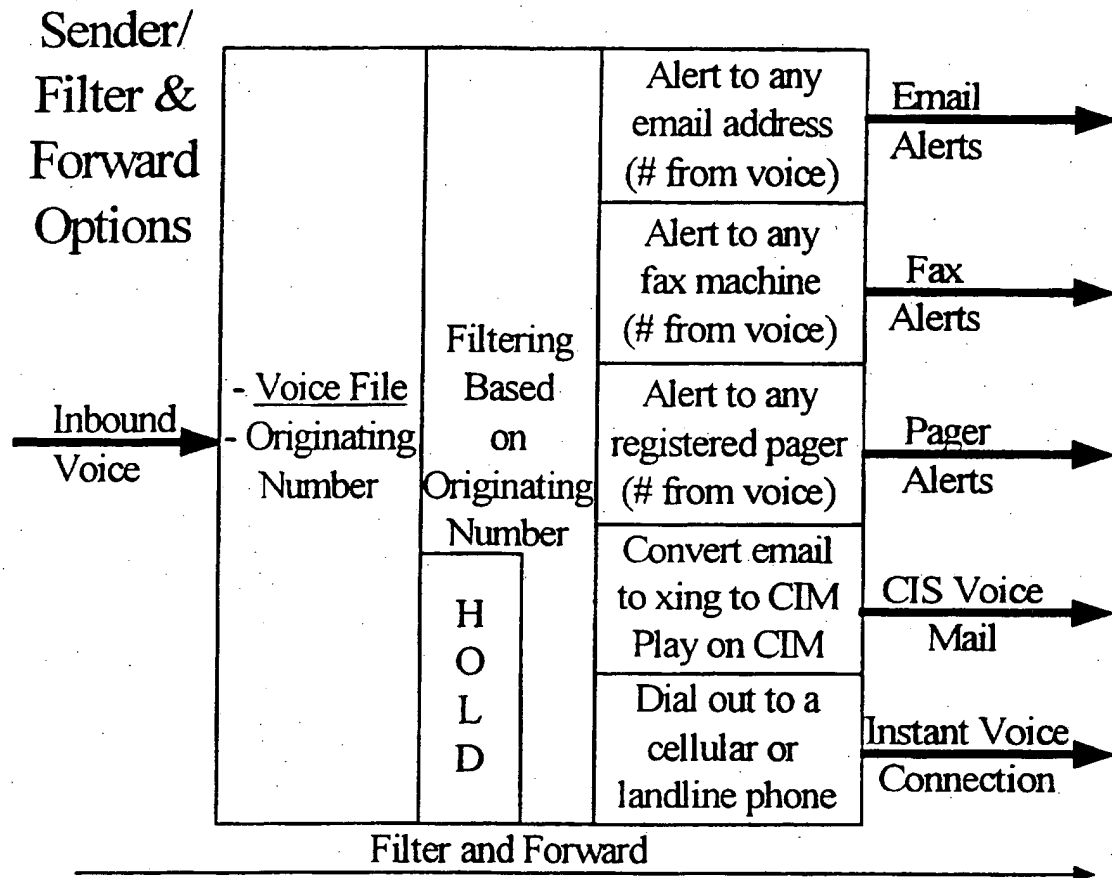 Sender/
Filter &
Forward
Options
Inbound
Voice
- Voice File
- Originating
Number
Filtering
Based
on
Originating
Number
H
O
L
D
Alert to any
email address
(# from voice)
Alert to any
fax machine
(# from voice)
Alert to any
registered pager
(# from voice)
Convert email
to xing to CIM
Play on CIM
Dial out to a
cellular or
landline phone
Email
Alerts
Fax
Alerts
Pager
Alerts
CIS Voice
Mail
Instant Voice
Connection
Filter and Forward